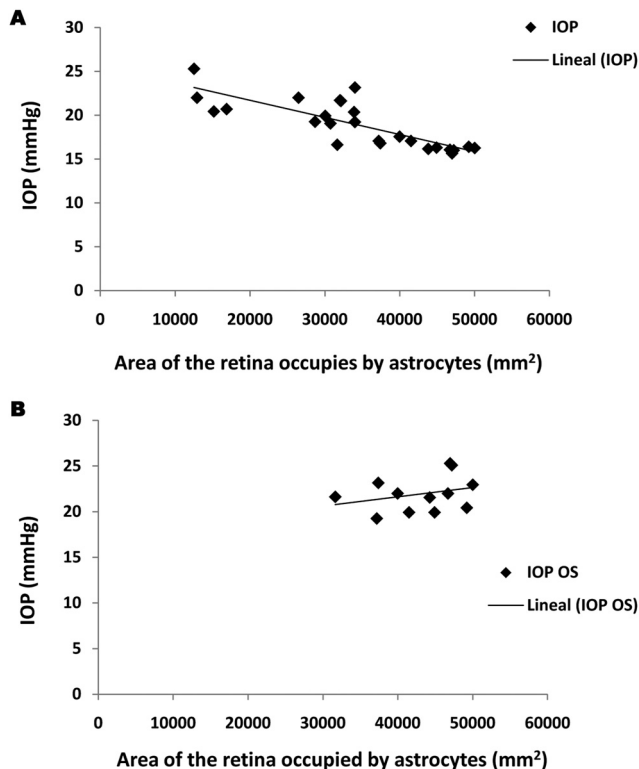 A
30
25
20
15
10
5
0
IOP (mmHg)
IOP
Lineal (IOP)
0 10000 20000 30000 40000 50000 60000
Area of the retina occupies by astrocytes (mm²)
B
30
25
20
15
10
5
0
IOP (mmHg)
IOP OS
Lineal (IOP OS)
0 10000 20000 30000 40000 50000 60000
Area of the retina occupied by astrocytes (mm²)